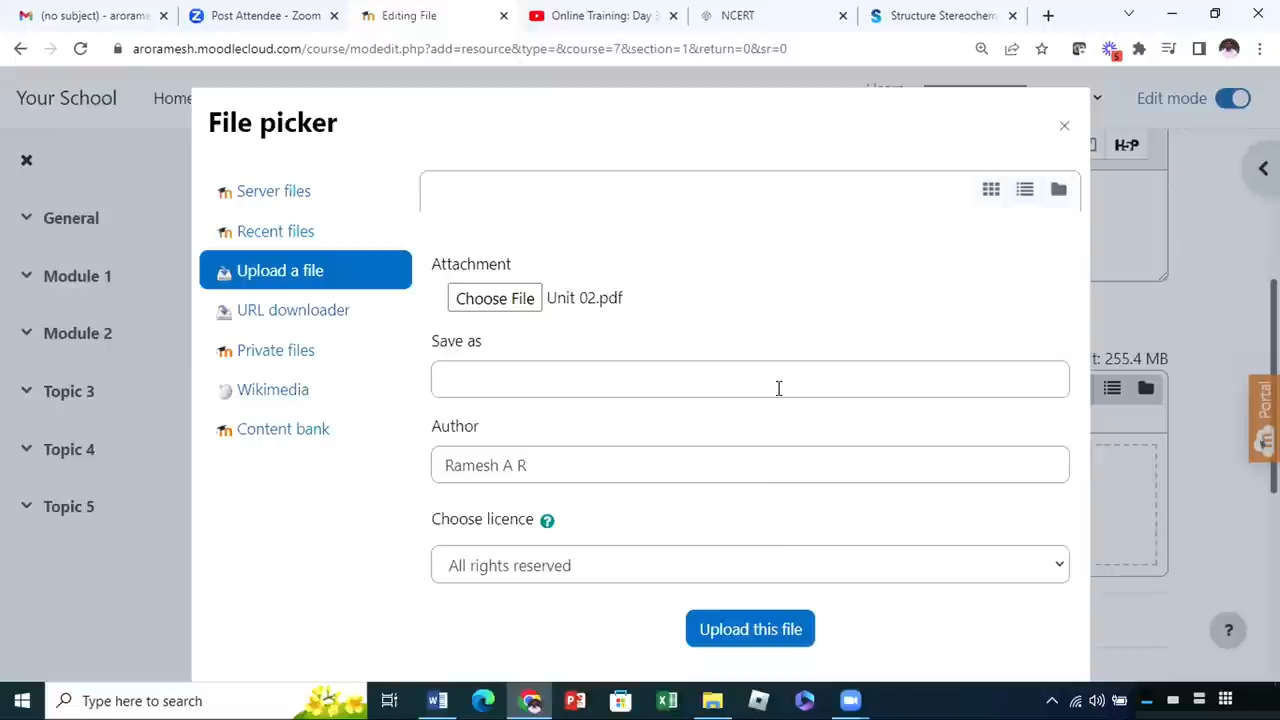 (no subject) - arorame
Post Attendee - Zoom
Editing File
Online Training: Day 3
NCERT
Structure Stereochem
aroramesh.moodlecloud.com/course/modedit.php?add=resource&type=&course=7&section=1&return=0&sr=0
5
Your School
Home
Edit mode
File picker
H-P
Server files
Recent files
General
Upload a file
Attachment
Module 1
Choose File
Unit 02.pdf
URL downloader
Module 2
Save as
Private files
t: 255.4 MB
Topic 3
Wikimedia
Portal
Author
Content bank
Topic 4
Ramesh A R
Topic 5
Choose licence ?
All rights reserved
Upload this file
?
Type here to search